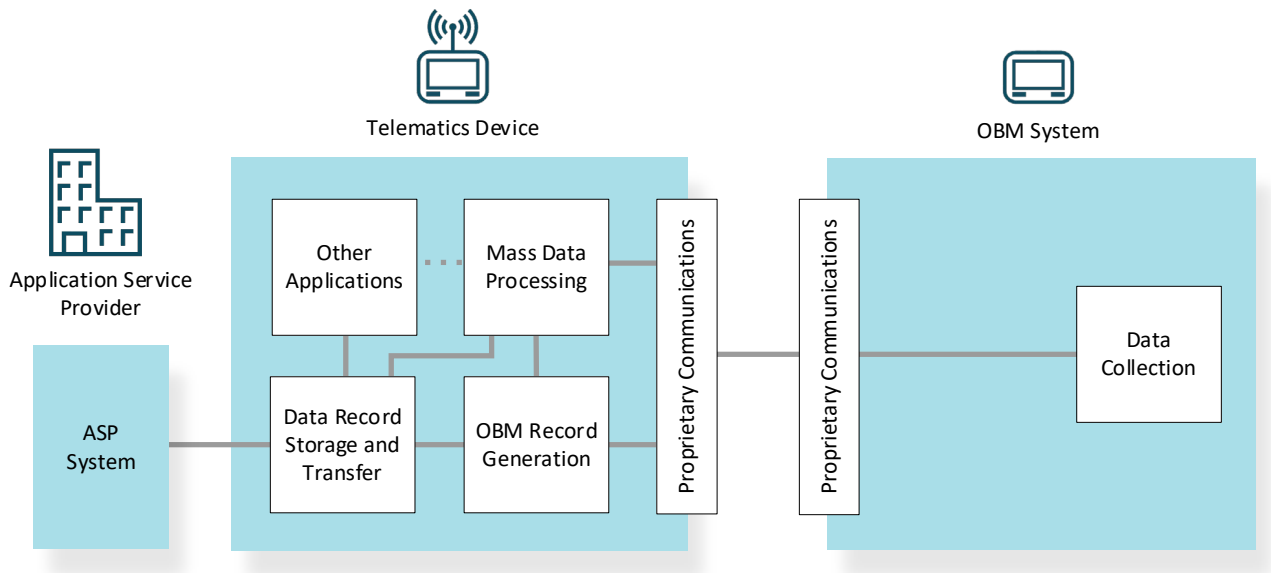 Telematics Device
OBM System
Application Service
Provider
ASP
System
Other
Applications
Mass Data
Processing
Data Record
Storage and
Transfer
OBM Record
Generation
Proprietary Communications
Proprietary Communications
Data
Collection